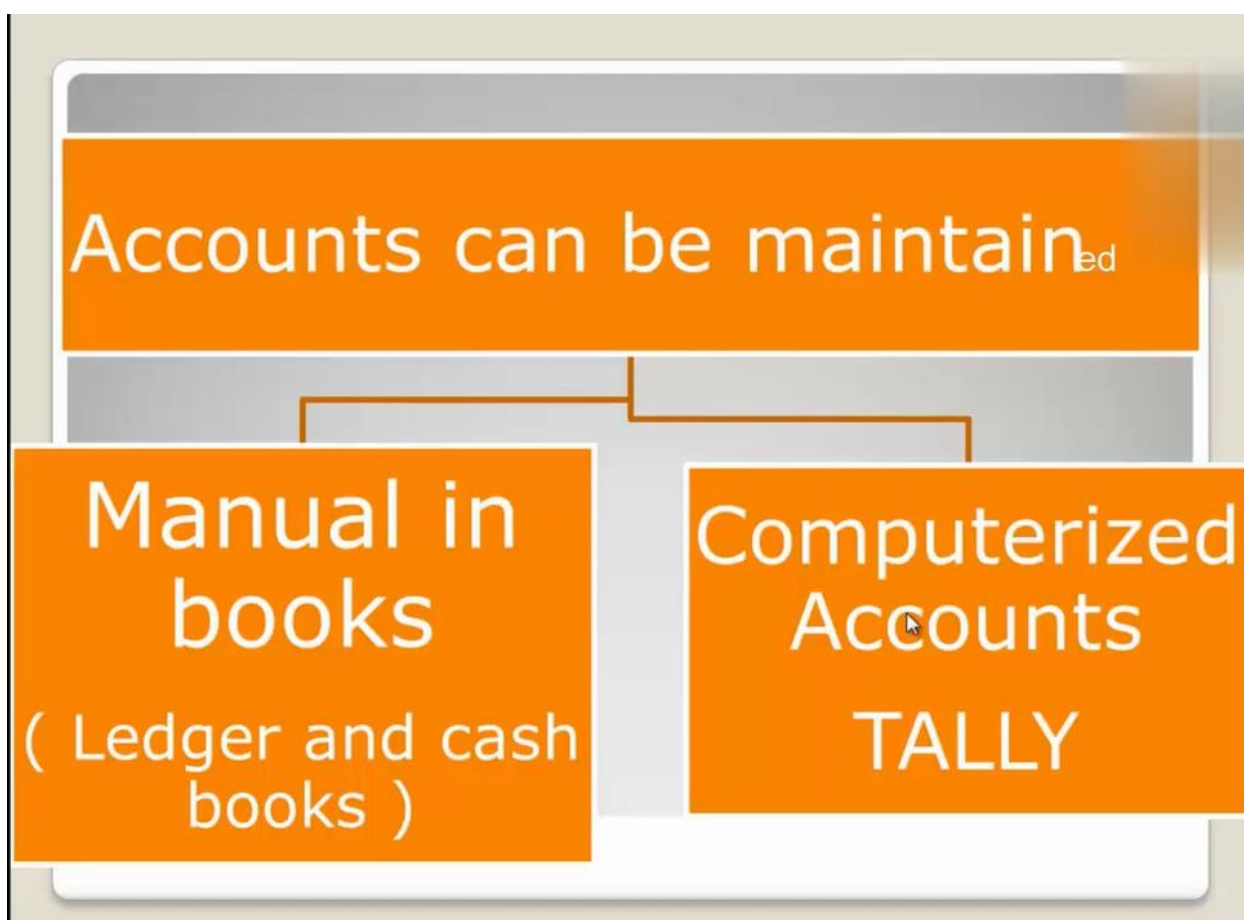 Accounts can be maintained
Manual in
books
( Ledger and cash
books )
Computerized
Accounts
TALLY